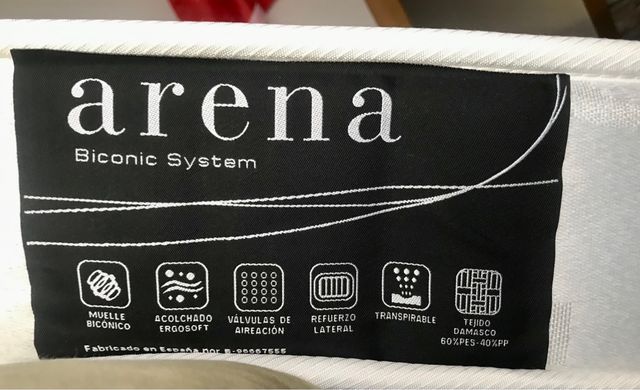 arena
Biconic System
MUELLE
BICÓNICO
ACOLCHADO
ERGOSOFT
VÁLVULAS DE
AIREACIÓN
REFUERZO
LATERAL
TRANSPIRABLE
TEJIDO
DAMASCO
60%PES-40%PP
Fabricado en España por B-96667555